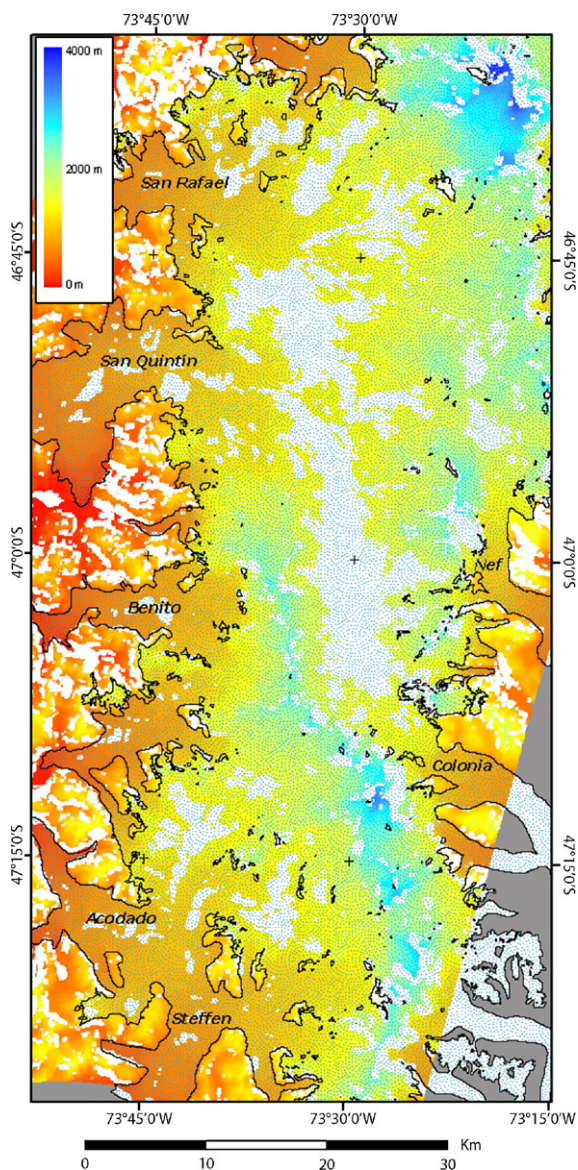 73°45'W 73°30'W
4000 m
2000 m
0 m
San Rafael
46°45'0"S 46°45'0"S
San Quintin
47°0'0"S 47°0'0"S
Nef
Benito
Colonia
47°15'0"S 47°15'0"S
Acodado
Steffen
73°45'0"W 73°30'0"W 73°15'0"W
Km
0 10 20 30